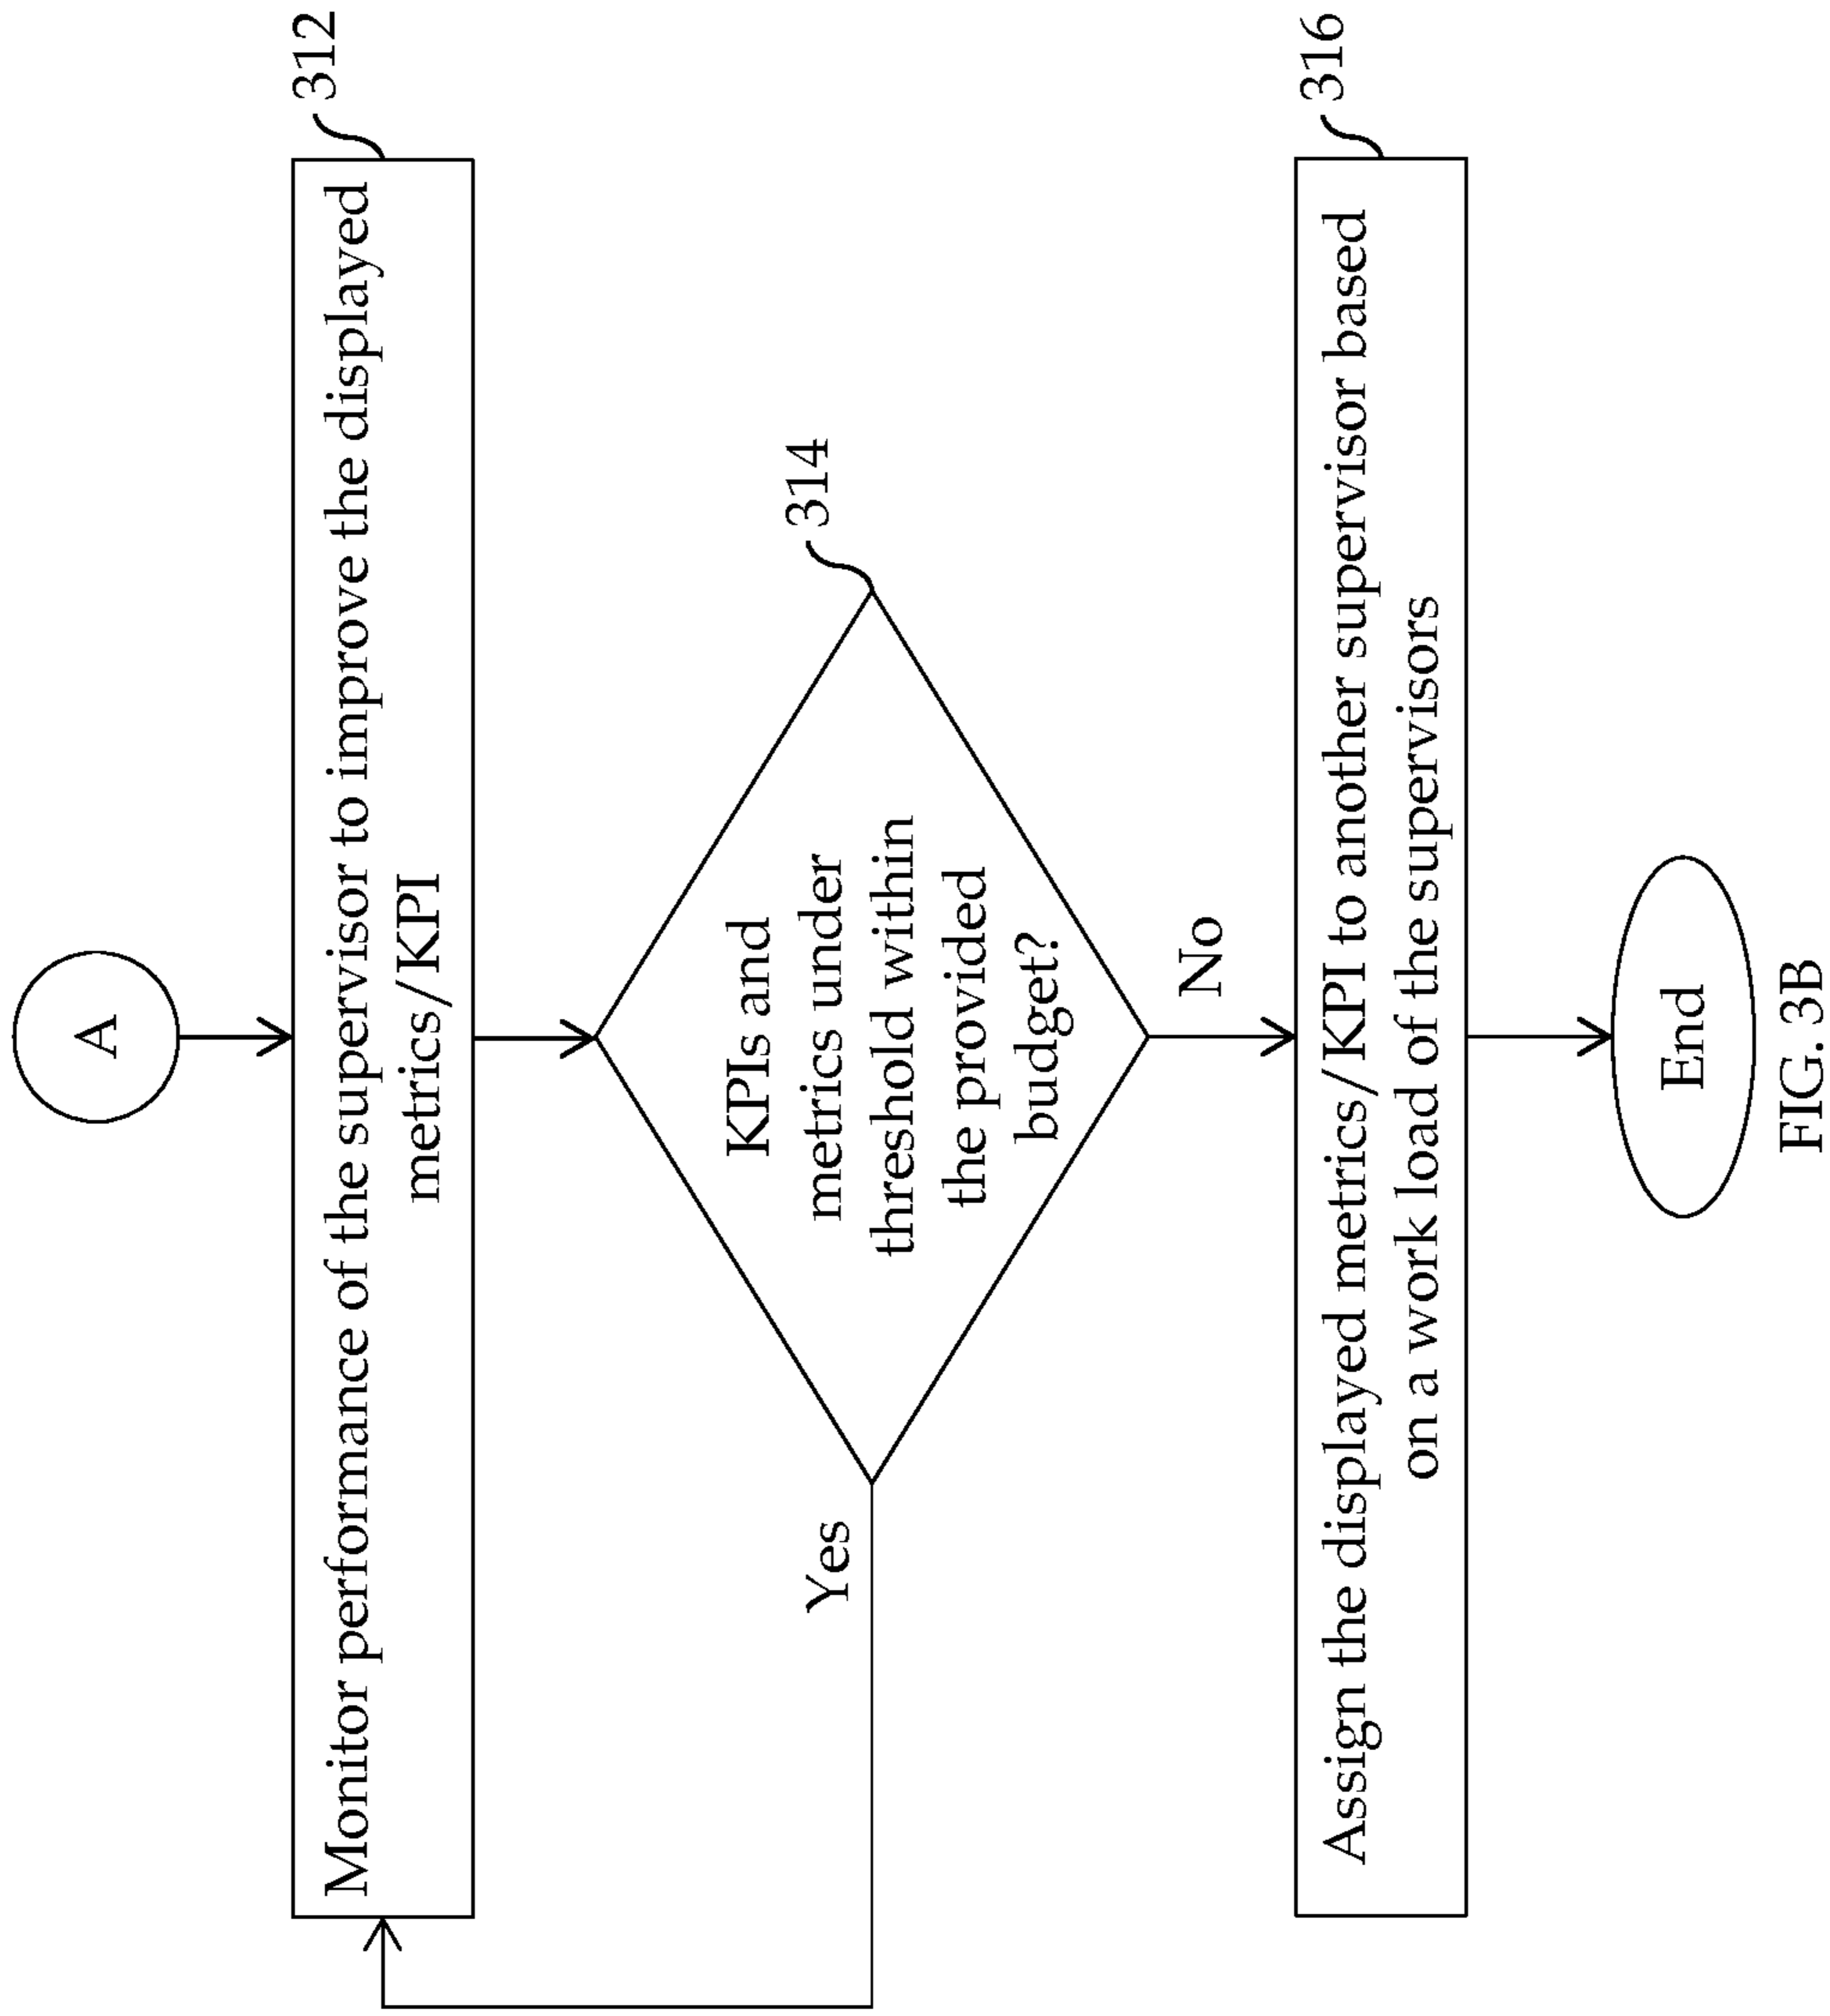 A
312
Monitor performance of the supervisor to improve the displayed
metrics/KPI
314
KPIs and
metrics under
threshold within
the provided
budget?
Yes
No
316
Assign the displayed metrics/KPI to another supervisor based
on a work load of the supervisors
End
FIG. 3B